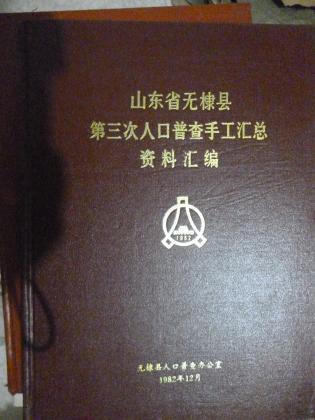 山东省无棣县
第三次人口普查手工汇总
资料汇编
1982
无棣县人口普查办公室
1982年12月